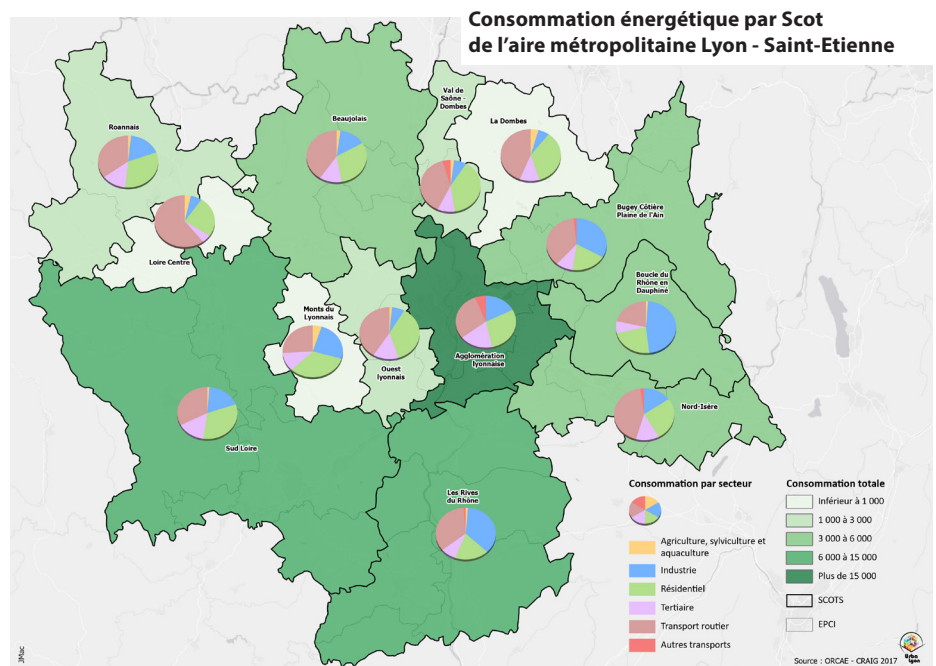 Consommation énergétique par Scot
de l'aire métropolitaine Lyon - Saint-Etienne
Val de
Saône -
Dombes
La Dombes
Beaujolais
Roannais
Bugey Côtière
Plaine de l'Ain
Loire Centre
Boucle du
Rhône en
Dauphiné
Monts du
Lyonnais
Agglomération
lyonnaise
Ouest
lyonnais
Nord-Isère
Sud Loire
Les Rives
du Rhône
Consommation par secteur
Agriculture, sylviculture et
aquaculture
Industrie
Résidentiel
Tertiaire
Transport routier
Autres transports
Consommation totale
Inférieur à 1 000
1 000 à 3 000
3 000 à 6 000
6 000 à 15 000
Plus de 15 000
SCOTS
EPCI
JMac
Urba
Lyon
Source : ORCAE - CRAIG 2017